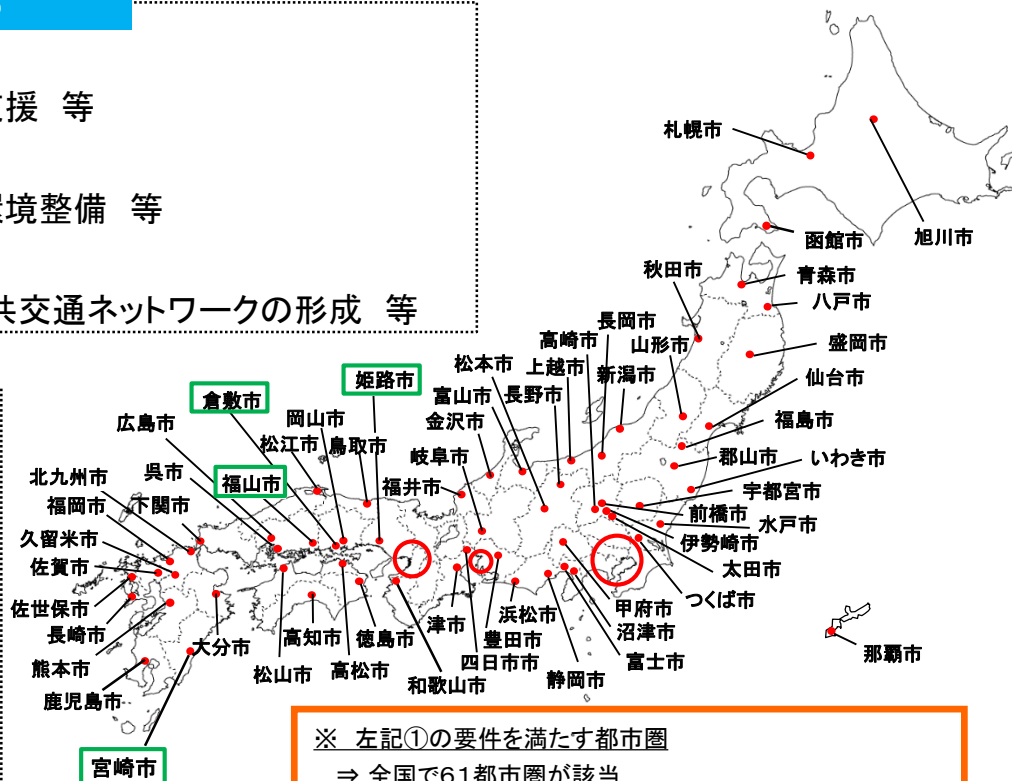 援 等
環境整備 等
共交通ネットワークの形成 等
札幌市
旭川市
函館市
秋田市
青森市
八戸市
長岡市
高崎市
山形市
盛岡市
松本市
上越市
新潟市
仙台市
姫路市
富山市
長野市
倉敷市
岡山市
金沢市
福島市
広島市
松江市
鳥取市
岐阜市
郡山市
いわき市
北九州市
呉市
福山市
福井市
宇都宮市
福岡市
下関市
前橋市
水戸市
久留米市
伊勢崎市
佐賀市
太田市
佐世保市
つくば市
長崎市
大分市
高知市
徳島市
津市
浜松市
甲府市
豊田市
沼津市
那覇市
熊本市
松山市
高松市
四日市市
富士市
鹿児島市
和歌山市
静岡市
宮崎市
※ 左記①の要件を満たす都市圏
⇒ 全国で61都市圏が該当